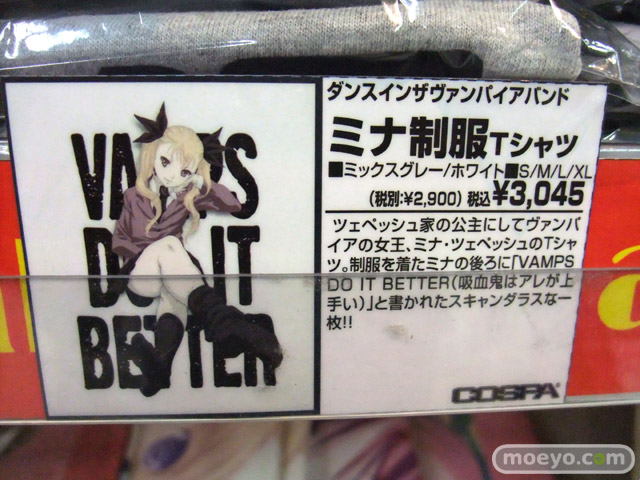 VAMPS
DO IT
BETTER
ダンスインザヴァンパイアバンド
ミナ制服Tシャツ
■ミックスグレー/ホワイト■S/M/L/XL
(税別:¥2,900) 税込¥3,045
ツェペッシュ家の公主にしてヴァンパ
イアの女王、ミナ・ツェペッシュのTシャ
ツ。制服を着たミナの後ろに「VAMPS
DO IT BETTER(吸血鬼はアレが上
手い)」と書かれたスキャンダラスな一
枚!!
COSPA
moeyo.com